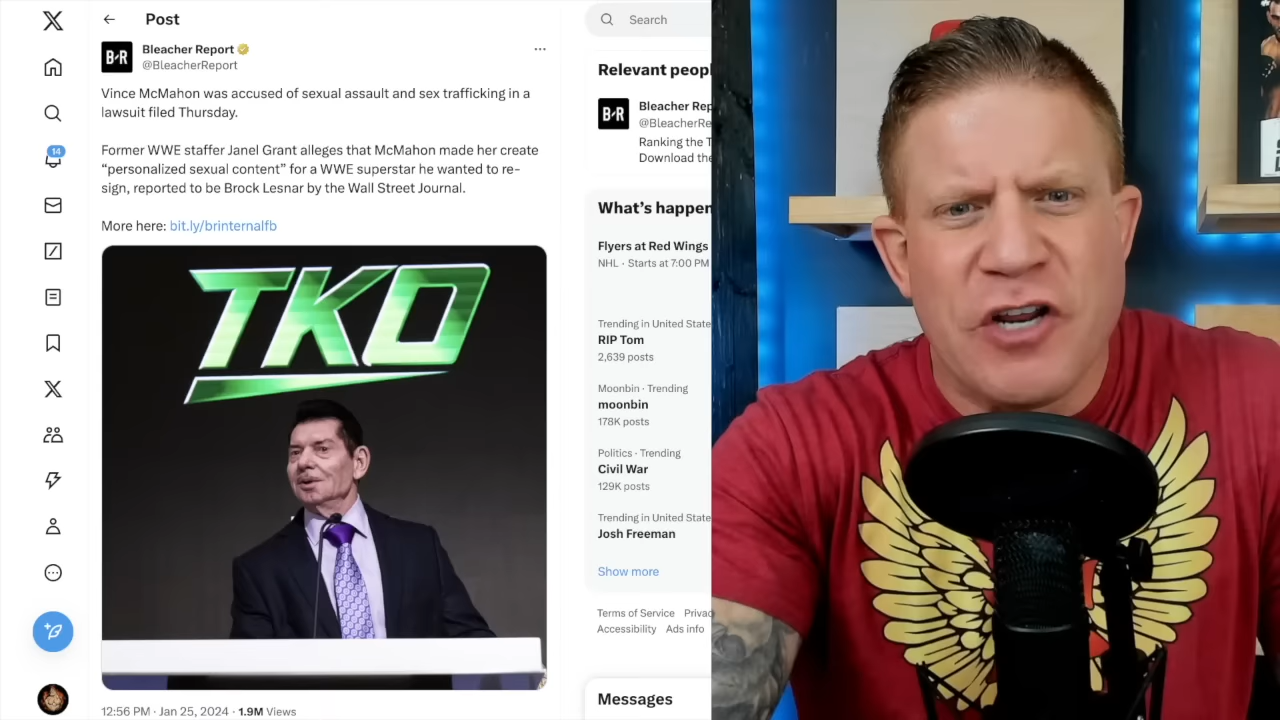 Post
Search
Bleacher Report
@BleacherReport
Vince McMahon was accused of sexual assault and sex trafficking in a
lawsuit filed Thursday.
Former WWE staffer Janel Grant alleges that McMahon made her create
“personalized sexual content” for a WWE superstar he wanted to re-
sign, reported to be Brock Lesnar by the Wall Street Journal.
More here: bit.ly/brinternalfb
14
B/R
TKO
12:56 PM · Jan 25, 2024 · 1.9M Views
Relevant peopl
B/R
Bleacher Rep
@BleacherRe
Ranking the T
Download the
What’s happen
Flyers at Red Wings
NHL · Starts at 7:00 PM
Trending in United State
RIP Tom
2,639 posts
Moonbin · Trending
moonbin
178K posts
Politics · Trending
Civil War
129K posts
Trending in United State
Josh Freeman
Show more
Terms of Service Privac
Accessibility Ads info
Messages